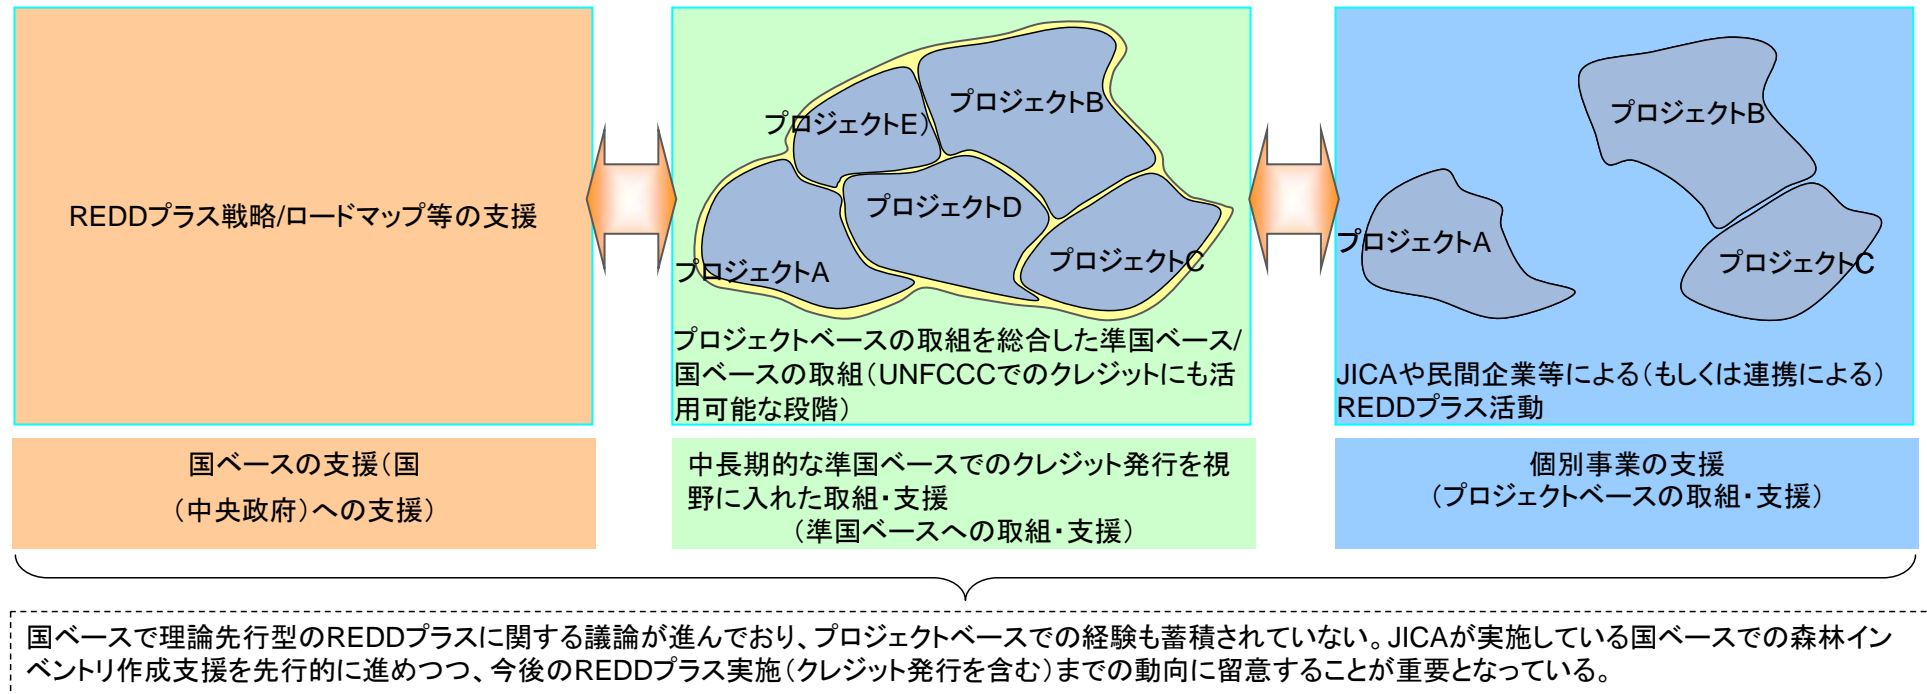 REDDプラス戦略/ロードマップ等の支援
プロジェクトB
プロジェクトE）
プロジェクトD
プロジェクトA
プロジェクトC
プロジェクトベースの取組を総合した準国ベース/
国ベースの取組（UNFCCCでのクレジットにも活
用可能な段階）
プロジェクトB
プロジェクトA
プロジェクトC
JICAや民間企業等による（もしくは連携による）
REDDプラス活動
国ベースの支援（国
（中央政府）への支援）
中長期的な準国ベースでのクレジット発行を視
野に入れた取組・支援
（準国ベースへの取組・支援）
個別事業の支援
（プロジェクトベースの取組・支援）
国ベースで理論先行型のREDDプラスに関する議論が進んでおり、プロジェクトベースでの経験も蓄積されていない。JICAが実施している国ベースでの森林イン
ベントリ作成支援を先行的に進めつつ、今後のREDDプラス実施（クレジット発行を含む）までの動向に留意することが重要となっている。